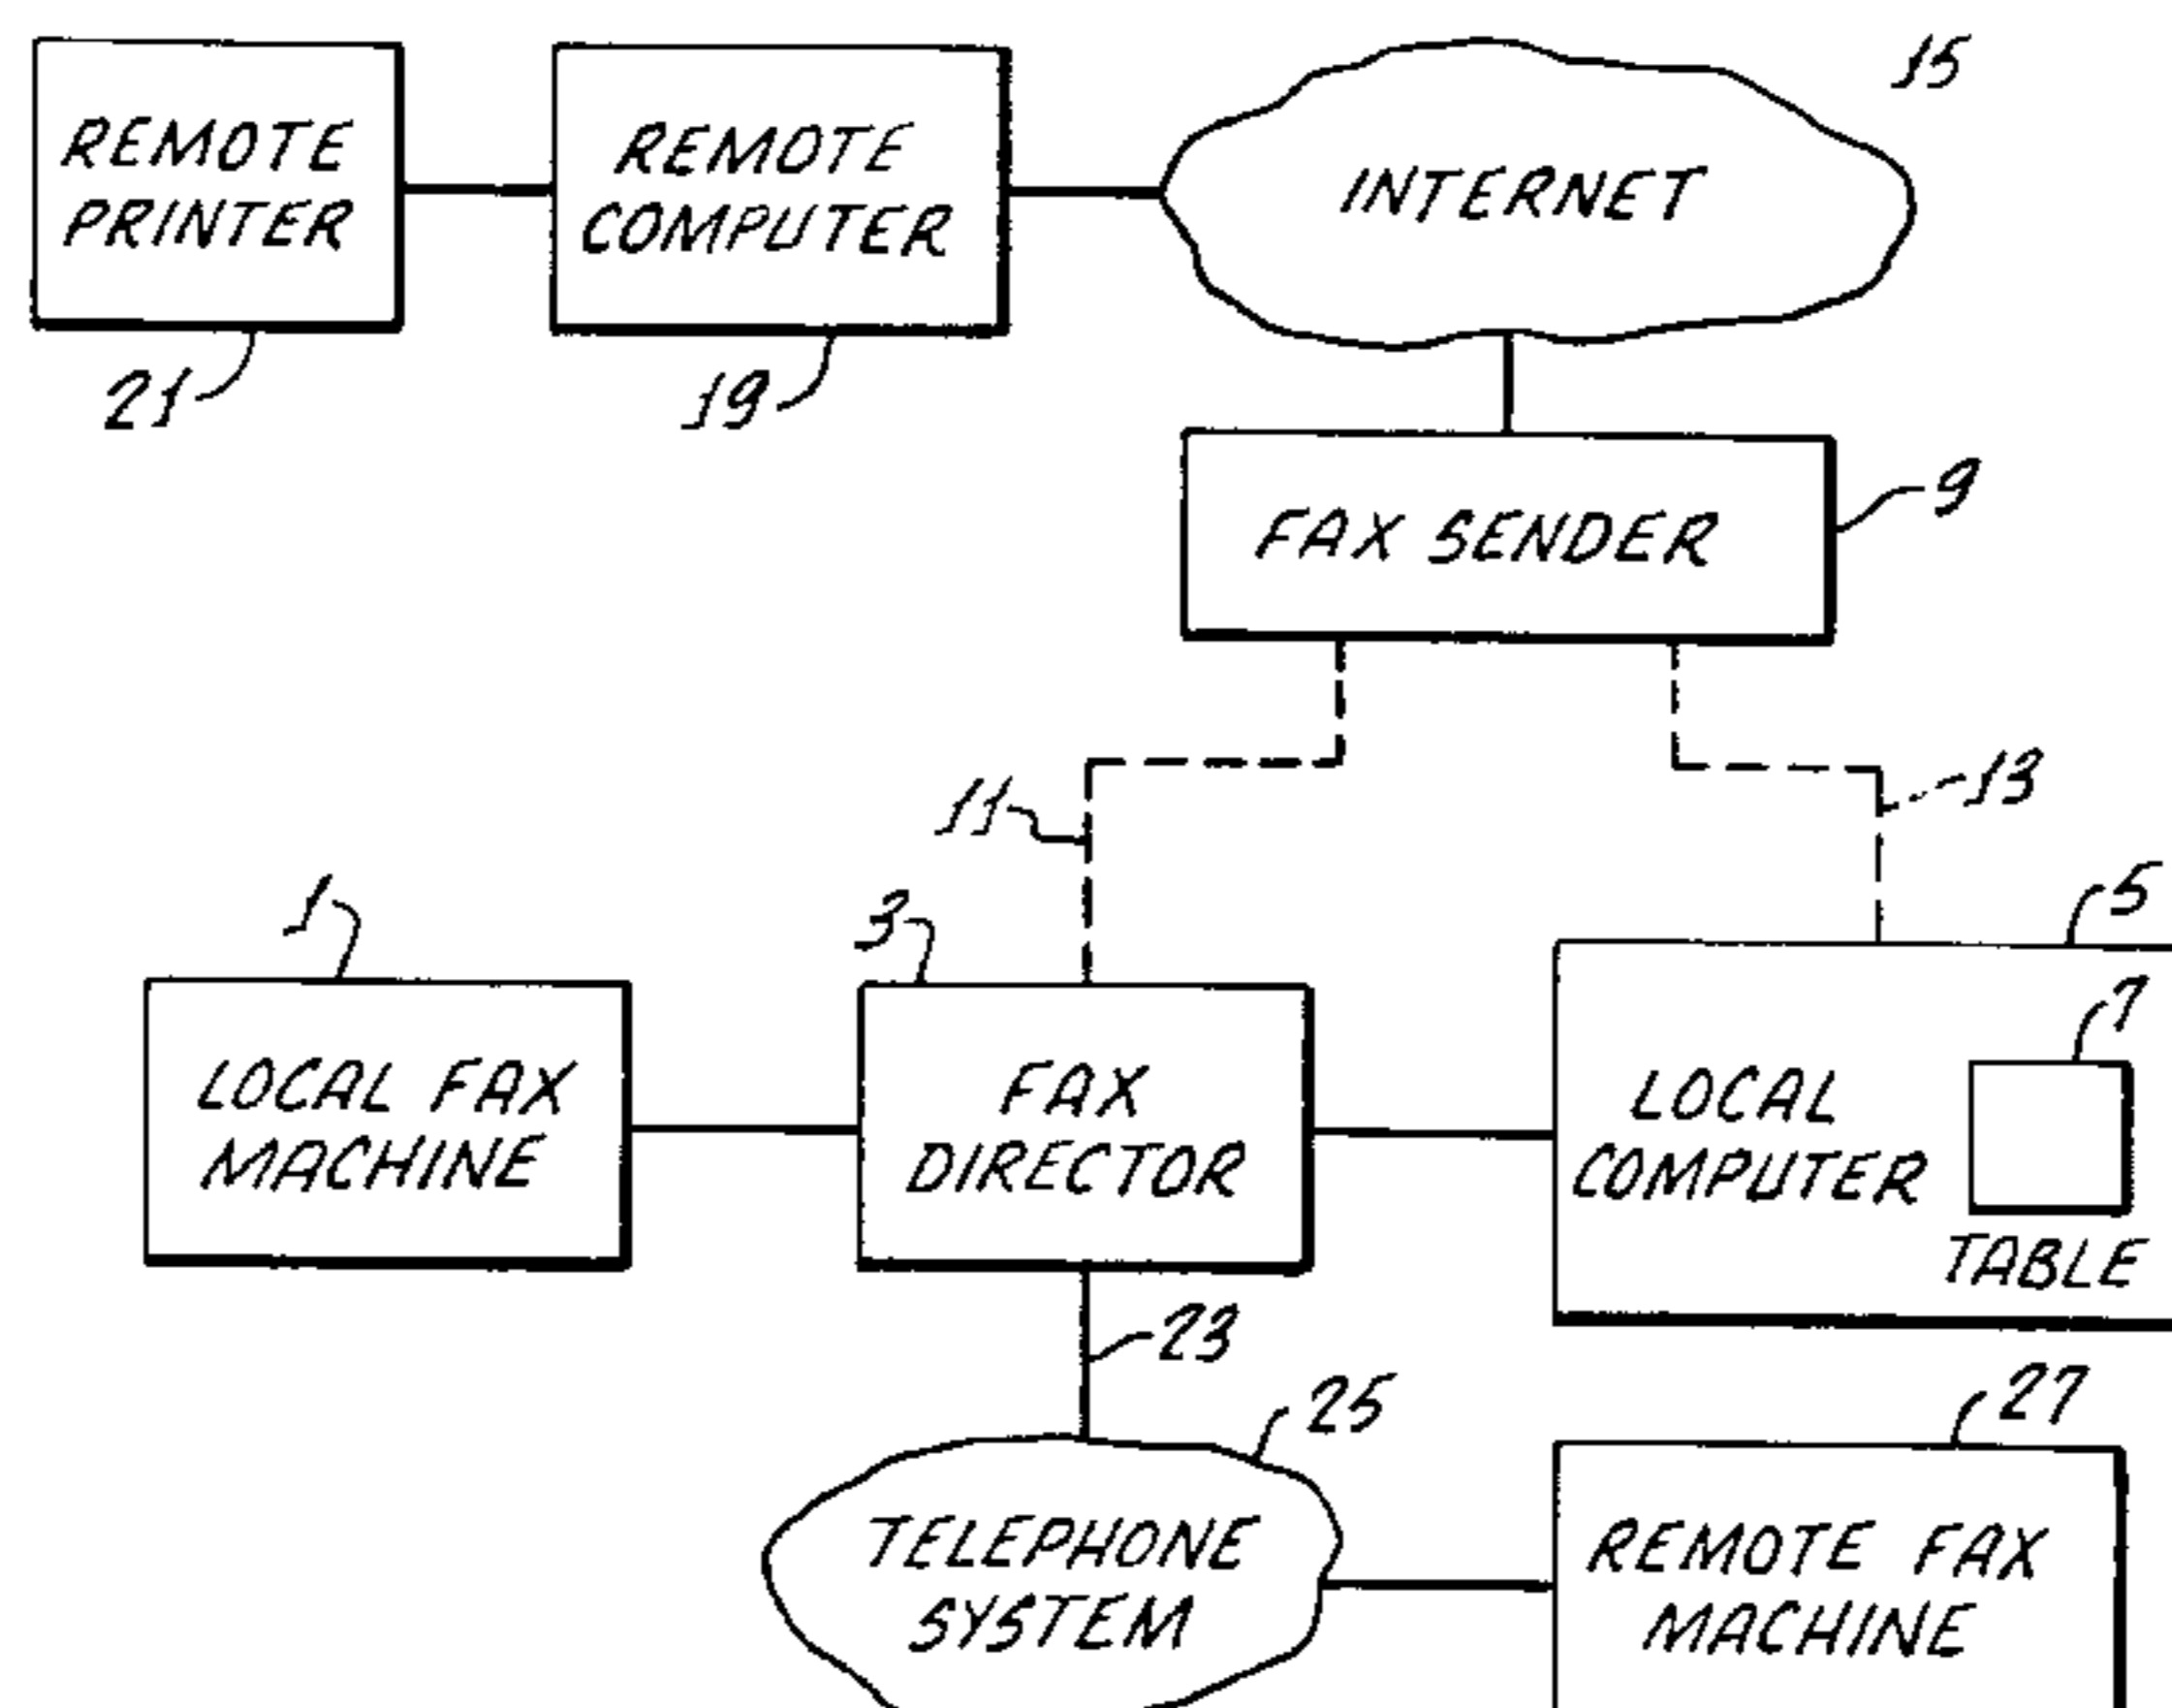 REMOTE
PRINTER
21
REMOTE
COMPUTER
19
INTERNET
15
FAX SENDER
9
11
13
1
LOCAL FAX
MACHINE
3
FAX
DIRECTOR
5
7
LOCAL
COMPUTER
TABLE
23
25
TELEPHONE
SYSTEM
27
REMOTE FAX
MACHINE